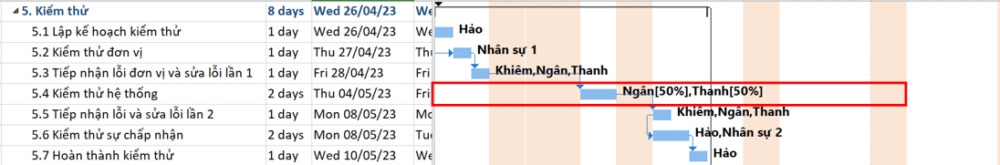 5. Kiểm thử 8 days Wed 26/04/23 Wed
5.1 Lập kế hoạch kiểm thử 1 day Wed 26/04/23 We Hảo
5.2 Kiểm thử đơn vị 1 day Thu 27/04/23 Thu Nhân sự 1
5.3 Tiếp nhận lỗi đơn vị và sửa lỗi lần 1 1 day Fri 28/04/23 Fri Khiêm,Ngân,Thanh
5.4 Kiểm thử hệ thống 2 days Thu 04/05/23 Fri Ngân[50%],Thanh[50%]
5.5 Tiếp nhận lỗi và sửa lỗi lần 2 1 day Mon 08/05/23 Mo Khiêm,Ngân,Thanh
5.6 Kiểm thử sự chấp nhận 2 days Mon 08/05/23 Tue Hảo,Nhân sự 2
5.7 Hoàn thành kiểm thử 1 day Wed 10/05/23 We Hảo